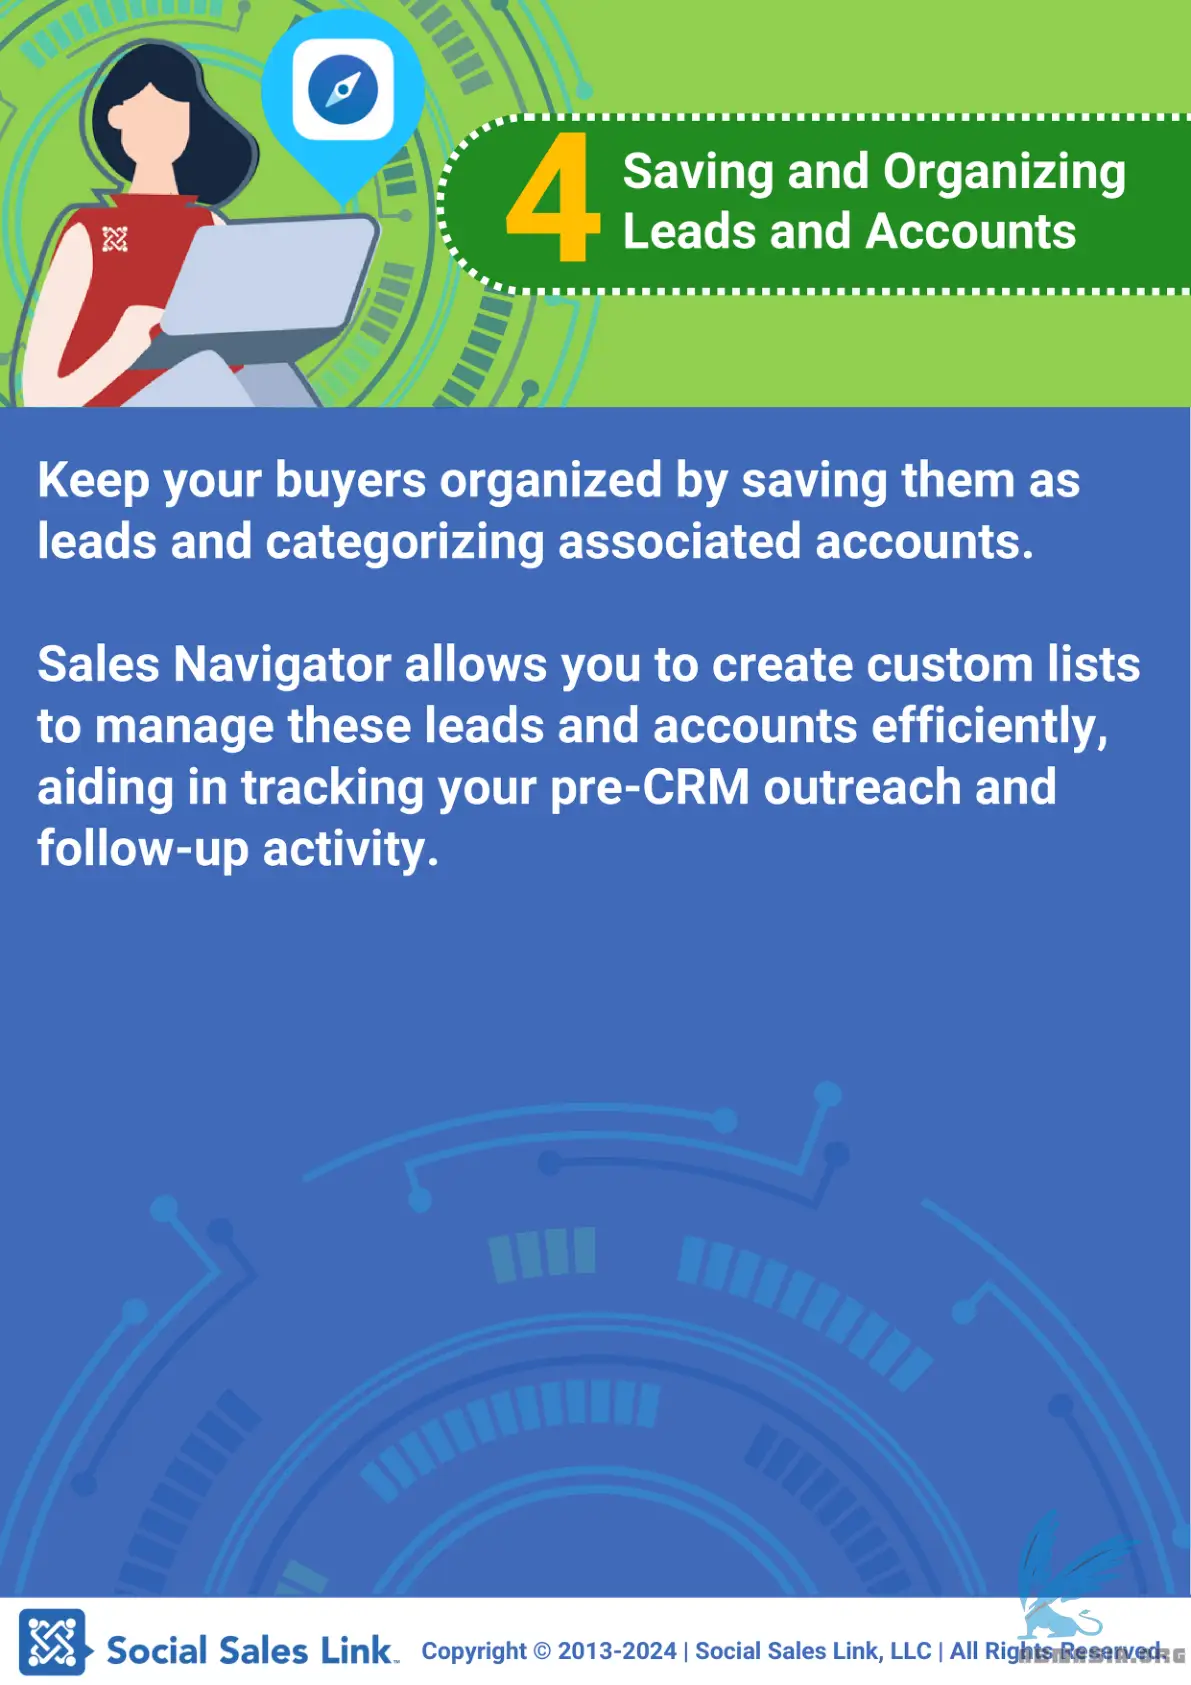 4
Saving and Organizing
Leads and Accounts
Keep your buyers organized by saving them as
leads and categorizing associated accounts.
Sales Navigator allows you to create custom lists
to manage these leads and accounts efficiently,
aiding in tracking your pre-CRM outreach and
follow-up activity.
Social Sales Link™
Copyright © 2013-2024 | Social Sales Link, LLC | All Rights Reserved.